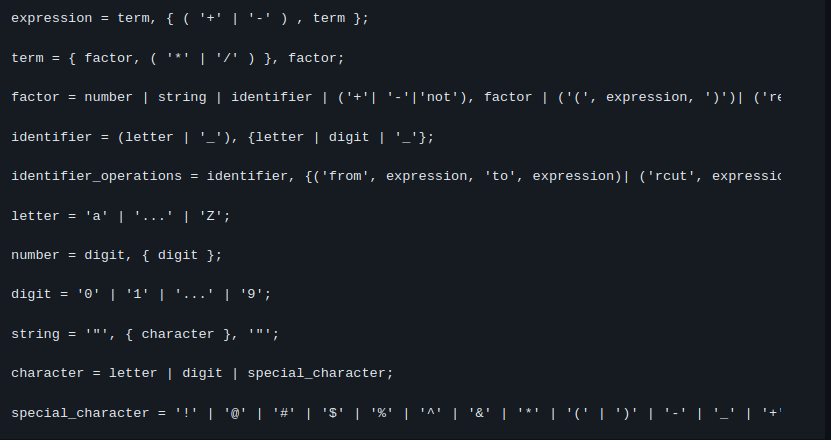 expression = term, { ( '+' | '-' ) , term };
term = { factor, ( '*' | '/' ) }, factor;
factor = number | string | identifier | ('+'| '-'|'not'), factor | ('(', expression, ')')| ('re
identifier = (letter | '_'), {letter | digit | '_'};
identifier_operations = identifier, {('from', expression, 'to', expression)| ('rcut', expressio
letter = 'a' | '...' | 'Z';
number = digit, { digit };
digit = '0' | '1' | '...' | '9';
string = '"', { character }, '"';
character = letter | digit | special_character;
special_character = '!' | '@' | '#' | '$' | '%' | '^' | '&' | '*' | '(' | ')' | '-' | '_' | '+'